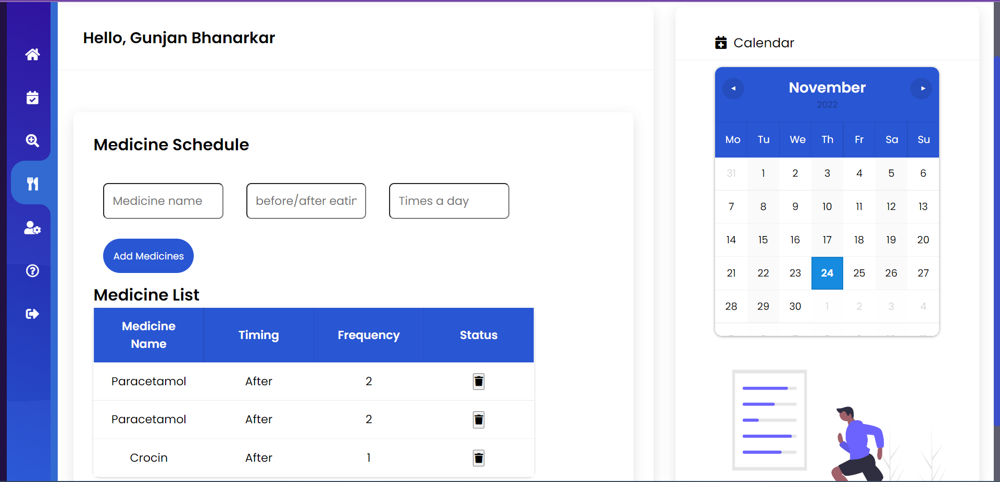 Hello, Gunjan Bhanarkar
Medicine Schedule
Medicine name
before/after eatin
Times a day
Add Medicines
Medicine List
Medicine Name Timing Frequency Status
Paracetamol After 2
Paracetamol After 2
Crocin After 1
Calendar
November
2022
Mo Tu We Th Fr Sa Su
31 1 2 3 4 5 6
7 8 9 10 11 12 13
14 15 16 17 18 19 20
21 22 23 24 25 26 27
28 29 30 1 2 3 4